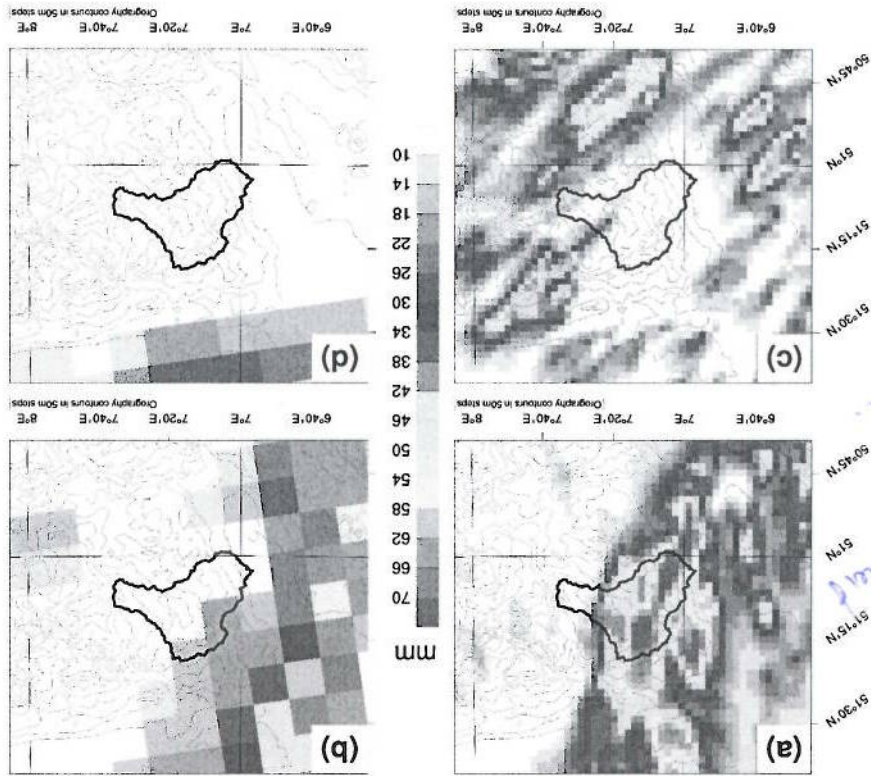 (a)
51°30'N
51°15'N
51°N
50°45'N
6°40'E 7°E 7°20'E 7°40'E 8°E
Orography contours in 50m steps
(b)
6°40'E 7°E 7°20'E 7°40'E 8°E
Orography contours in 50m steps
mm
70
66
62
58
54
50
46
42
38
34
30
26
22
18
14
10
(c)
51°30'N
51°15'N
51°N
50°45'N
6°40'E 7°E 7°20'E 7°40'E 8°E
Orography contours in 50m steps
(d)
6°40'E 7°E 7°20'E 7°40'E 8°E
Orography contours in 50m steps